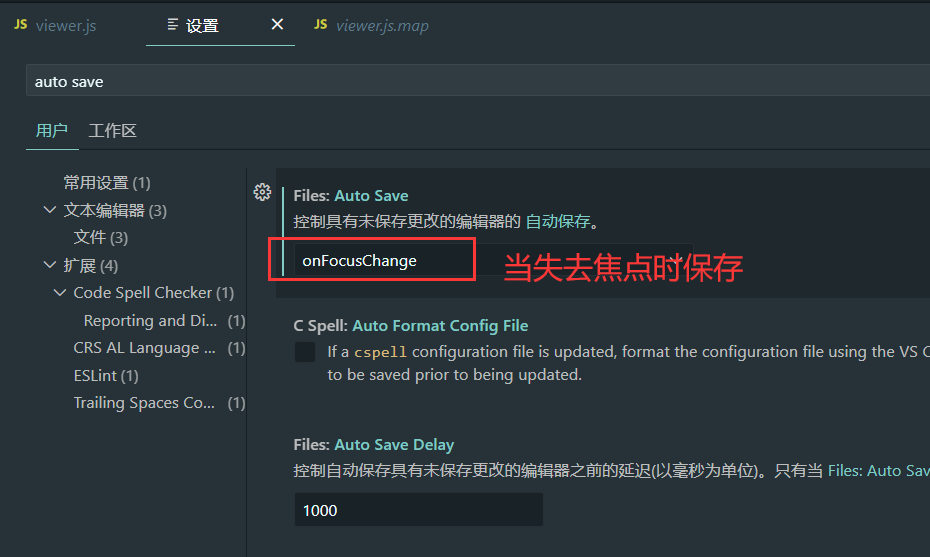 JS viewer.js 设置 JS viewer.js.map
auto save
用户 工作区
常用设置 (1)
文本编辑器 (3)
文件 (3)
扩展 (4)
Code Spell Checker (1)
Reporting and Di... (1)
CRS AL Language ... (1)
ESLint (1)
Trailing Spaces Co... (1)
Files: Auto Save
控制具有未保存更改的编辑器的 自动保存。
onFocusChange
当失去焦点时保存
C Spell: Auto Format Config File
If a cspell configuration file is updated, format the configuration file using the VS C
to be saved prior to being updated.
Files: Auto Save Delay
控制自动保存具有未保存更改的编辑器之前的延迟(以毫秒为单位)。只有当 Files: Auto Sav
1000